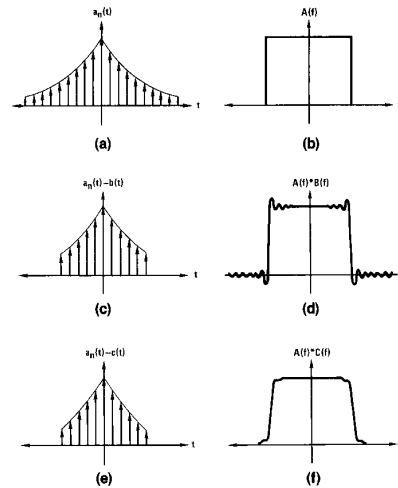 aₙ(t)
A(f)
t
(a)
(b)
aₙ(t)–b(t)
A(f)*B(f)
t
(c)
(d)
aₙ(t)–c(t)
A(f)*C(f)
t
(e)
(f)